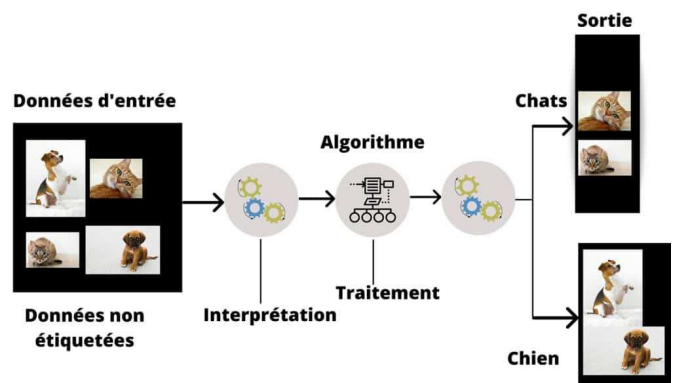 Sortie
Données d'entrée
Chats
Algorithme
Traitement
Interprétation
Données non
étiquetées
Chien